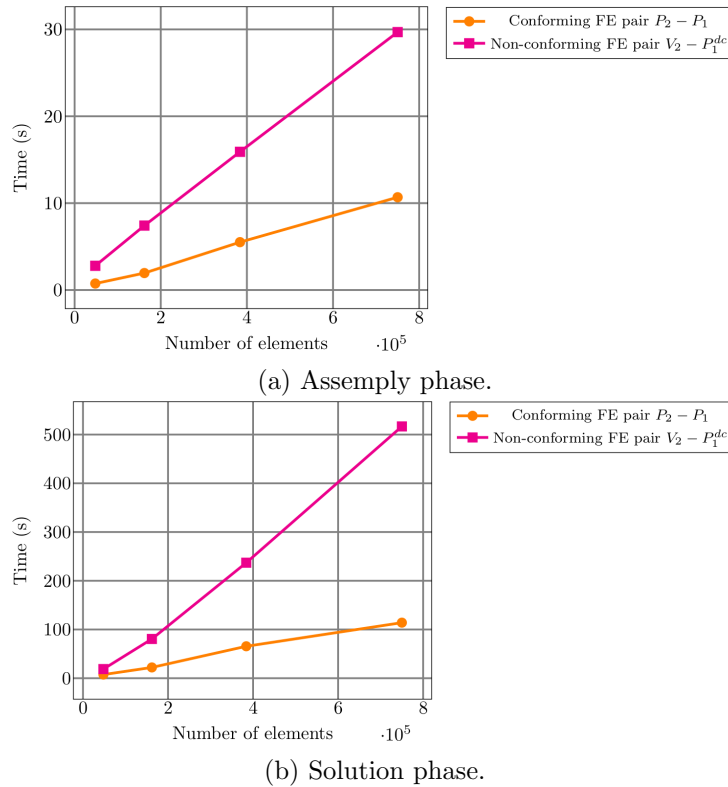 30
20
10
0
Time (s)
0
2
4
6
8
Number of elements
·10^5
Conforming FE pair P_2 − P_1
Non-conforming FE pair V_2 − P_1^{dc}
(a) Assemply phase.
500
400
300
200
100
0
Time (s)
0
2
4
6
8
Number of elements
·10^5
Conforming FE pair P_2 − P_1
Non-conforming FE pair V_2 − P_1^{dc}
(b) Solution phase.